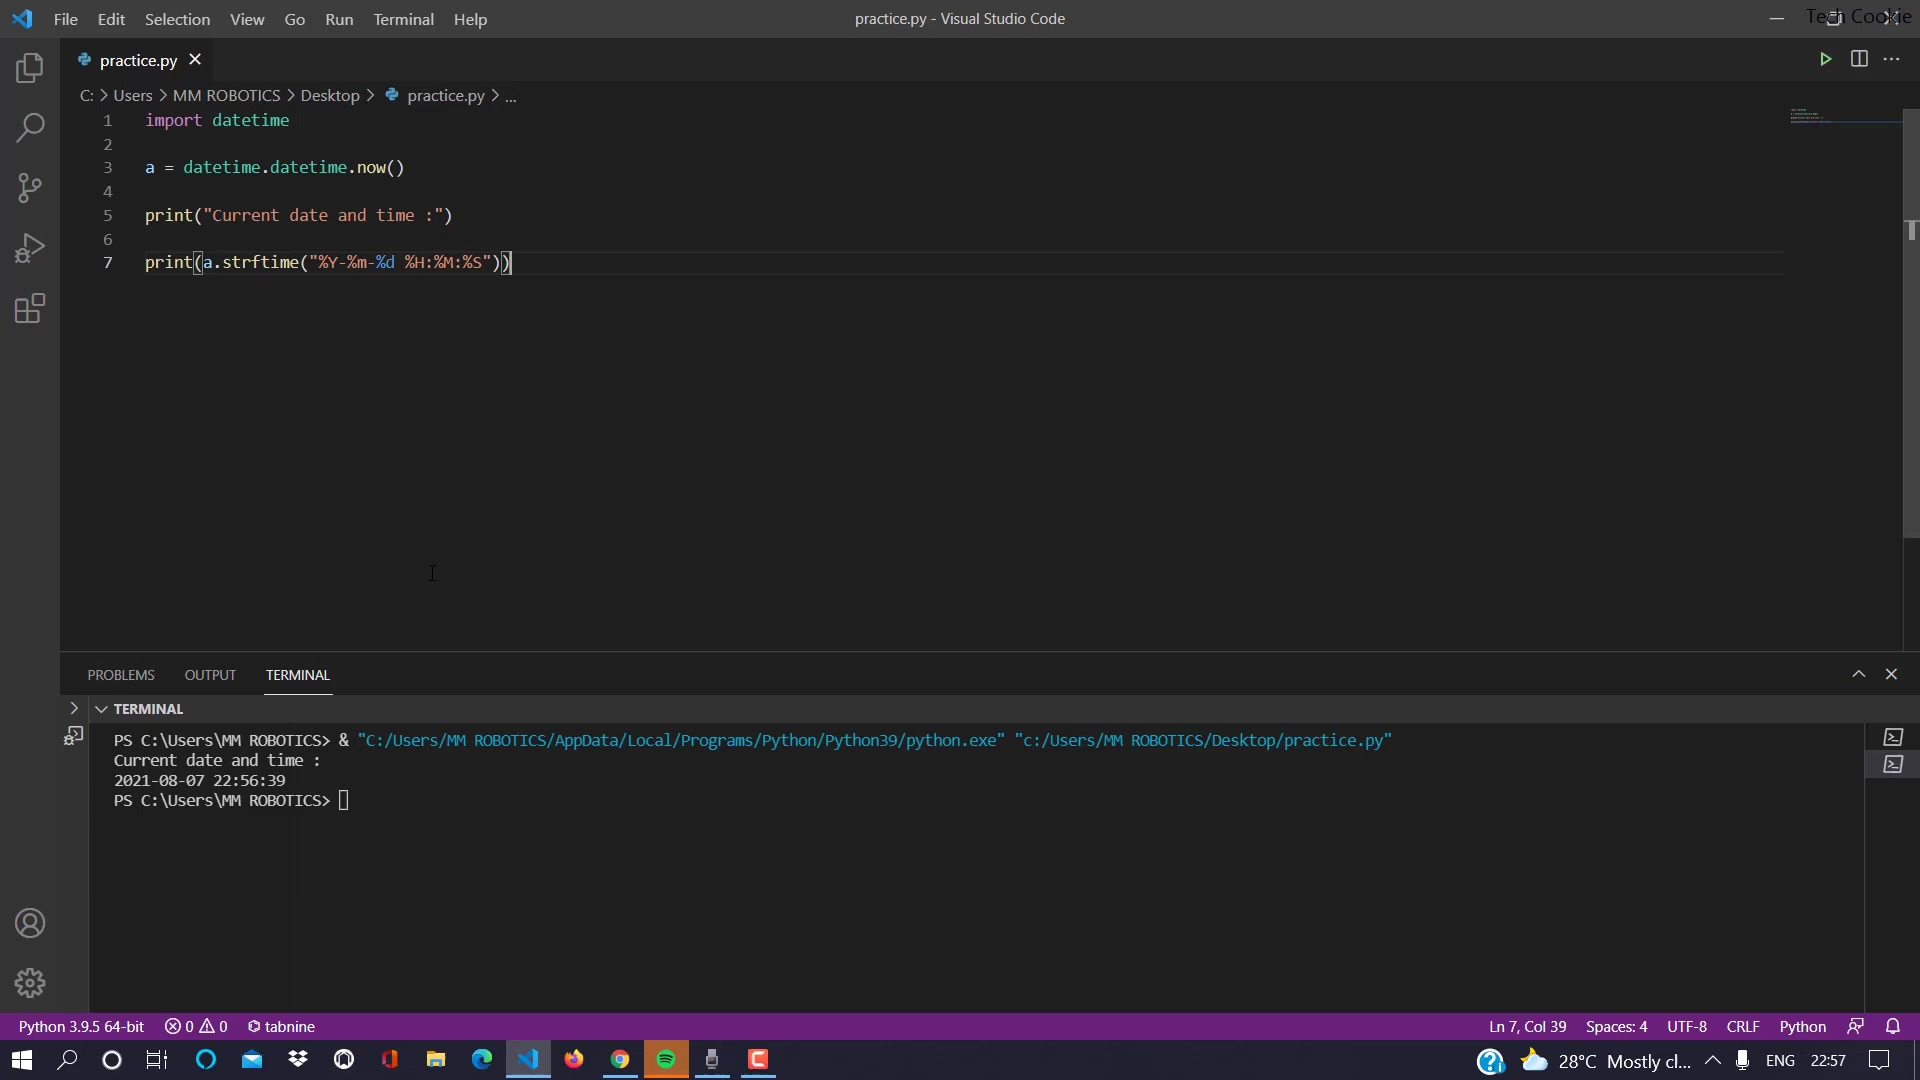 File Edit Selection View Go Run Terminal Help practice.py - Visual Studio Code Tech Cookie
practice.py
C: > Users > MM ROBOTICS > Desktop > practice.py > ...
1 import datetime
2
3 a = datetime.datetime.now()
4
5 print("Current date and time :")
6
7 print(a.strftime("%Y-%m-%d %H:%M:%S"))
PROBLEMS OUTPUT TERMINAL
TERMINAL
PS C:\Users\MM ROBOTICS> & "C:/Users/MM ROBOTICS/AppData/Local/Programs/Python/Python39/python.exe" "c:/Users/MM ROBOTICS/Desktop/practice.py"
Current date and time :
2021-08-07 22:56:39
PS C:\Users\MM ROBOTICS>
Python 3.9.5 64-bit 0 0 tabnine Ln 7, Col 39 Spaces: 4 UTF-8 CRLF Python
28°C Mostly cl... ENG 22:57